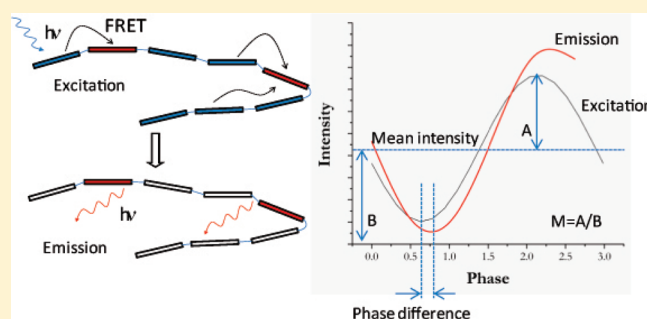 hν
FRET
Excitation
hν
Emission
Intensity
Emission
Excitation
Mean intensity
A
B
M=A/B
0.0 0.5 1.0 1.5 2.0 2.5 3.0
Phase
Phase difference